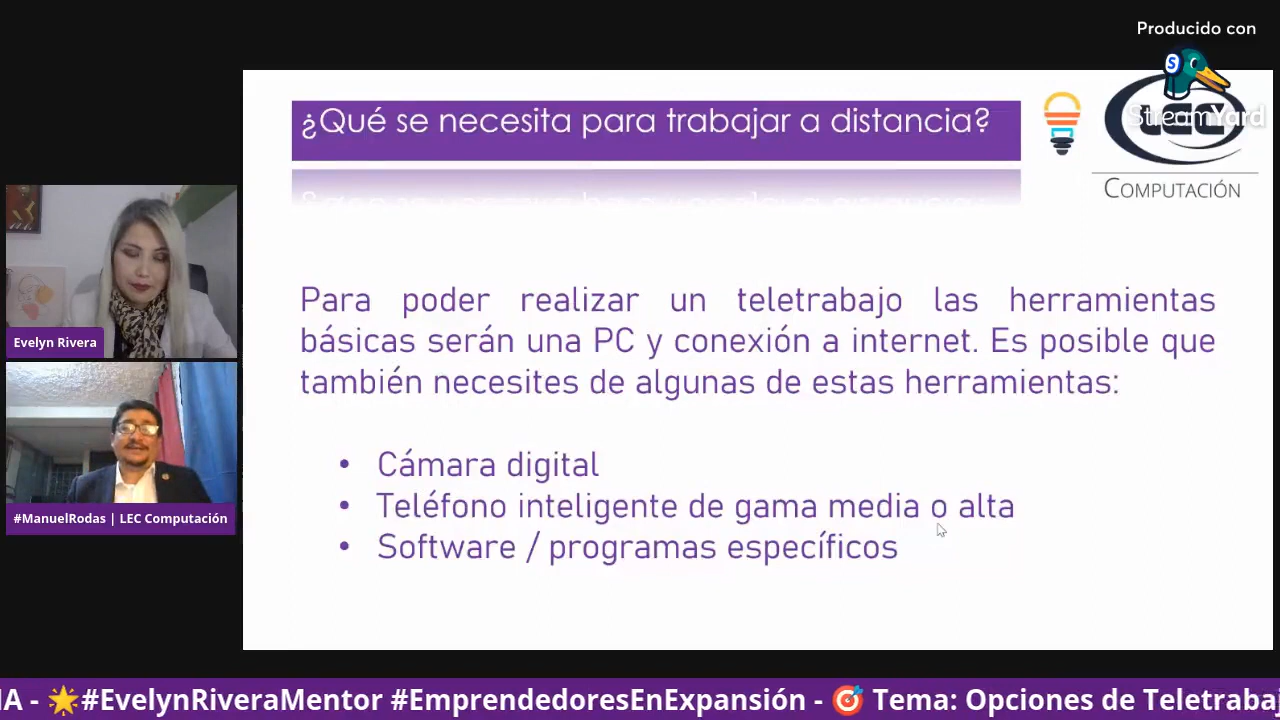 Producido con
StreamYard
LEC
COMPUTACIÓN
¿Qué se necesita para trabajar a distancia?
Para poder realizar un teletrabajo las herramientas
básicas serán una PC y conexión a internet. Es posible que
también necesites de algunas de estas herramientas:
• Cámara digital
• Teléfono inteligente de gama media o alta
• Software / programas específicos
Evelyn Rivera
#ManuelRodas | LEC Computación
- 🌟#EvelynRiveraMentor #EmprendedoresEnExpansión - 🎯 Tema: Opciones de